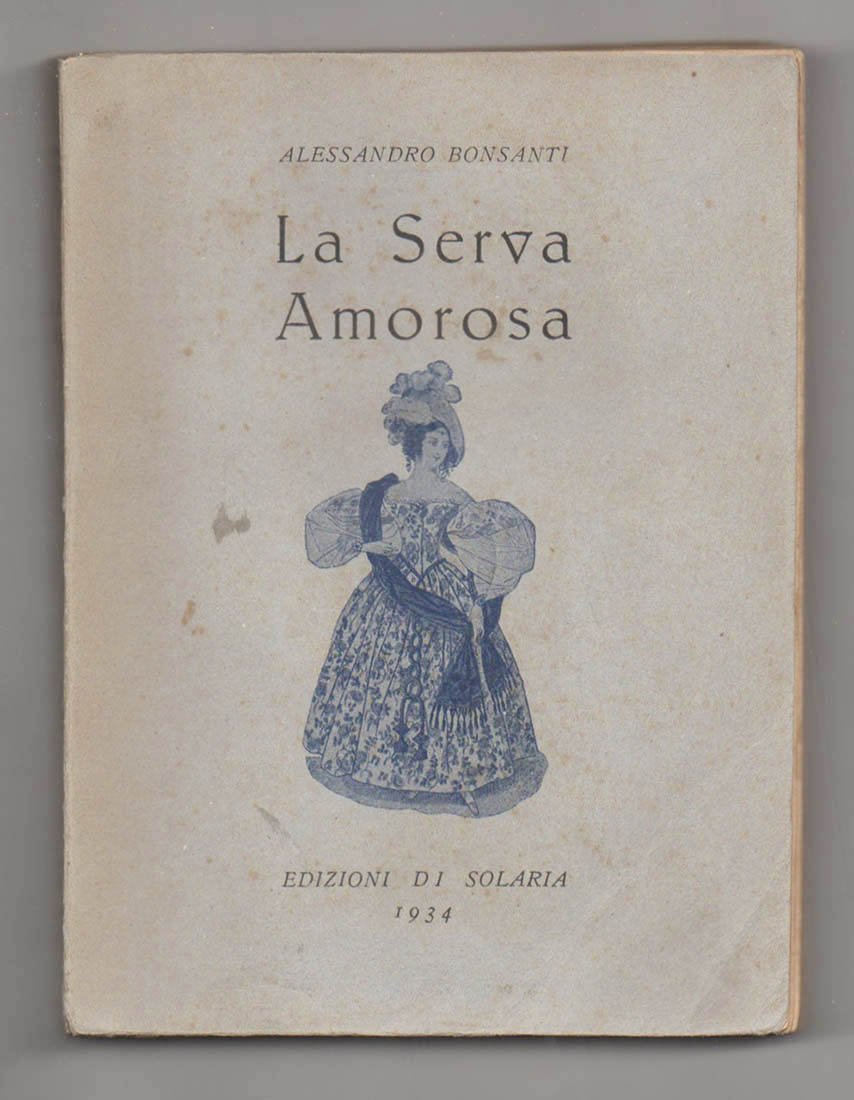 ALESSANDRO BONSANTI
La Serva
Amorosa
EDIZIONI DI SOLARIA
1934